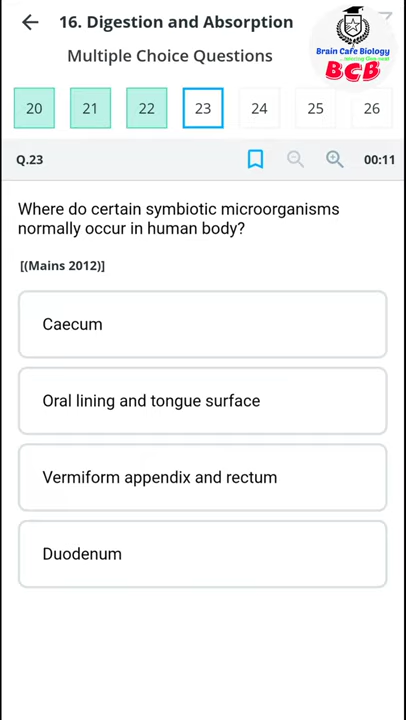 16. Digestion and Absorption
Multiple Choice Questions
Brain Cafe Biology
BCB
20 21 22 23 24 25 26
Q.23 00:11
Where do certain symbiotic microorganisms
normally occur in human body?
[(Mains 2012)]
Caecum
Oral lining and tongue surface
Vermiform appendix and rectum
Duodenum